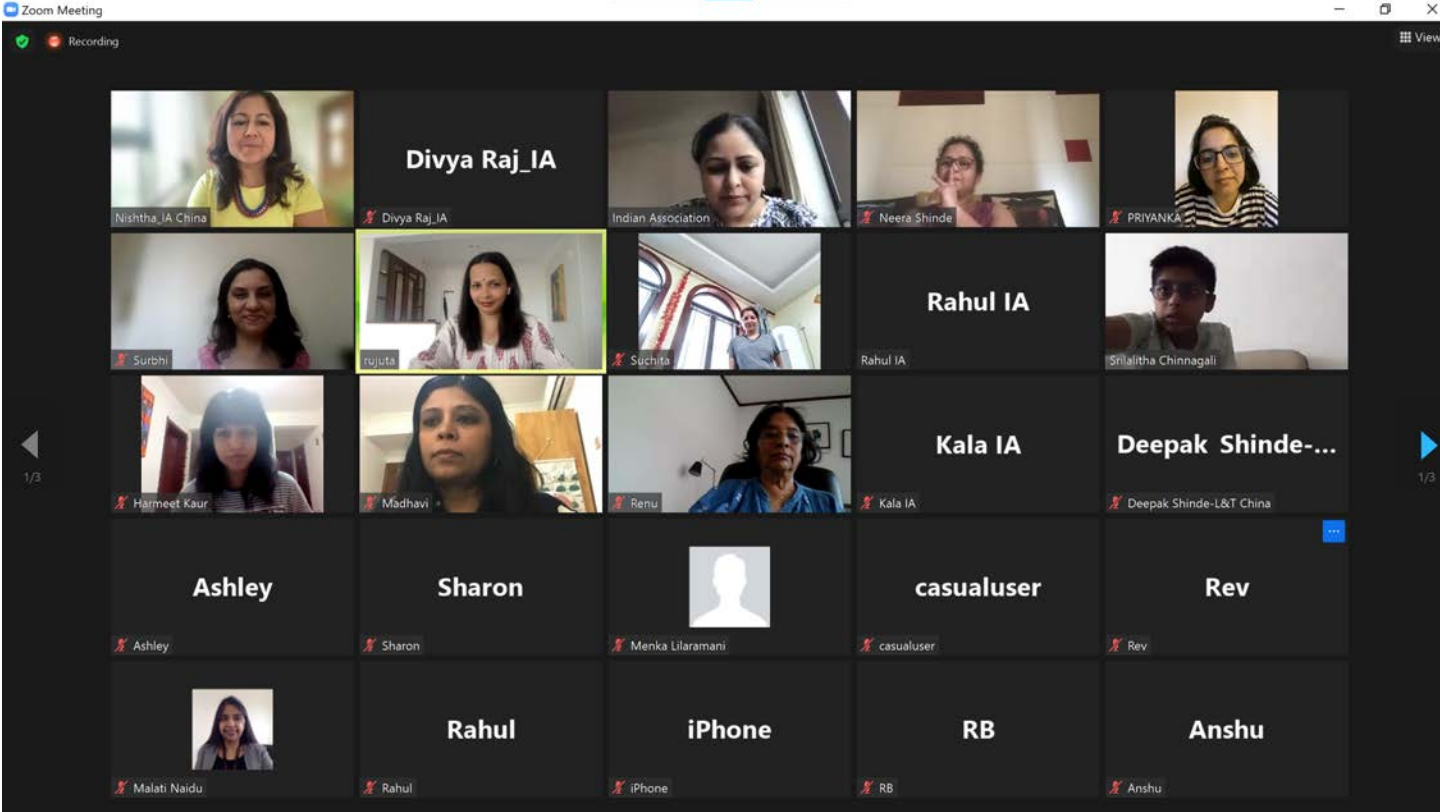 Zoom Meeting
Recording
View
Nishtha_IA China
Divya Raj_IA
Divya Raj_IA
Indian Association
Neera Shinde
PRIYANKA
Surbhi
rujuta
Suchita
Rahul IA
Rahul IA
Srilalitha Chinnagali
Harmeet Kaur
Madhavi
Renu
Kala IA
Kala IA
Deepak Shinde-...
Deepak Shinde-L&T China
1/3
1/3
Ashley
Ashley
Sharon
Sharon
Menka Lilaramani
casualuser
casualuser
Rev
Rev
Malati Naidu
Rahul
Rahul
iPhone
iPhone
RB
RB
Anshu
Anshu